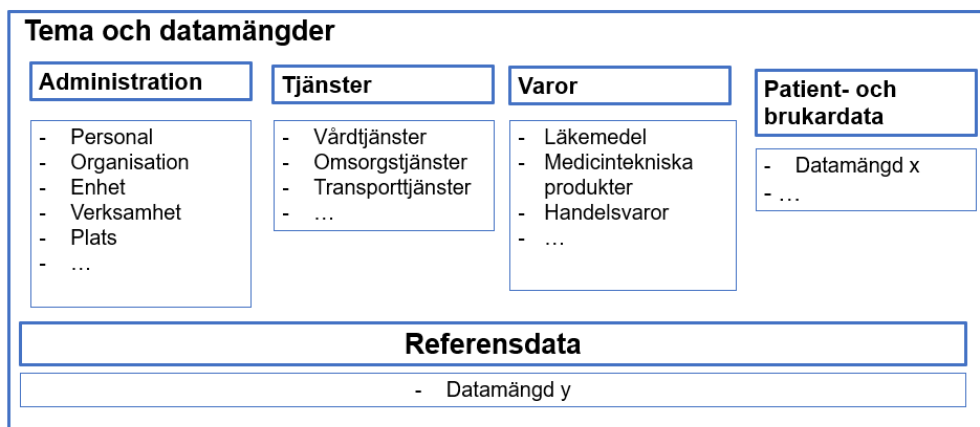 Tema och datamängder
Administration
- Personal
- Organisation
- Enhet
- Verksamhet
- Plats
- …
Tjänster
- Vårdtjänster
- Omsorgstjänster
- Transporttjänster
- …
Varor
- Läkemedel
- Medicintekniska
produkter
- Handelsvaror
- …
Patient- och
brukardata
- Datamängd x
- …
Referensdata
- Datamängd y